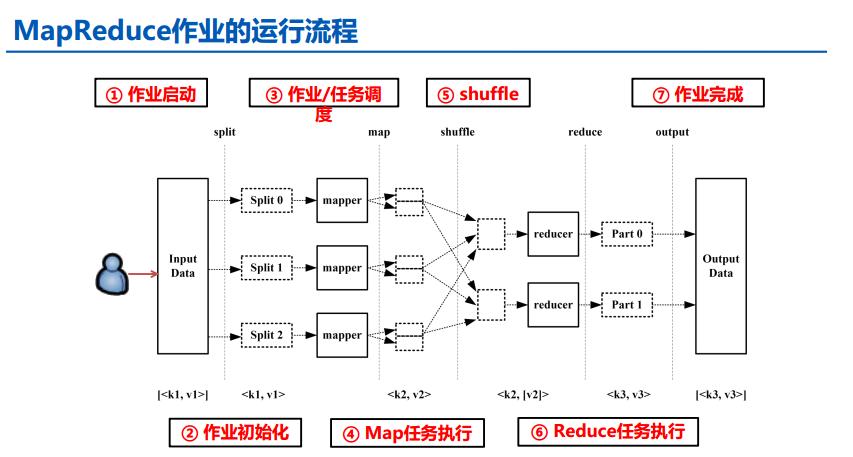 MapReduce作业的运行流程
① 作业启动
③ 作业/任务调
度
⑤ shuffle
⑦ 作业完成
split
map
shuffle
reduce
output
Split 0
mapper
Input
Data
Split 1
mapper
Split 2
mapper
reducer
Part 0
reducer
Part 1
Output
Data
|<k1, v1>|
<k1, v1>
<k2, v2>
<k2, |v2|>
<k3, v3>
|<k3, v3>|
② 作业初始化
④ Map任务执行
⑥ Reduce任务执行